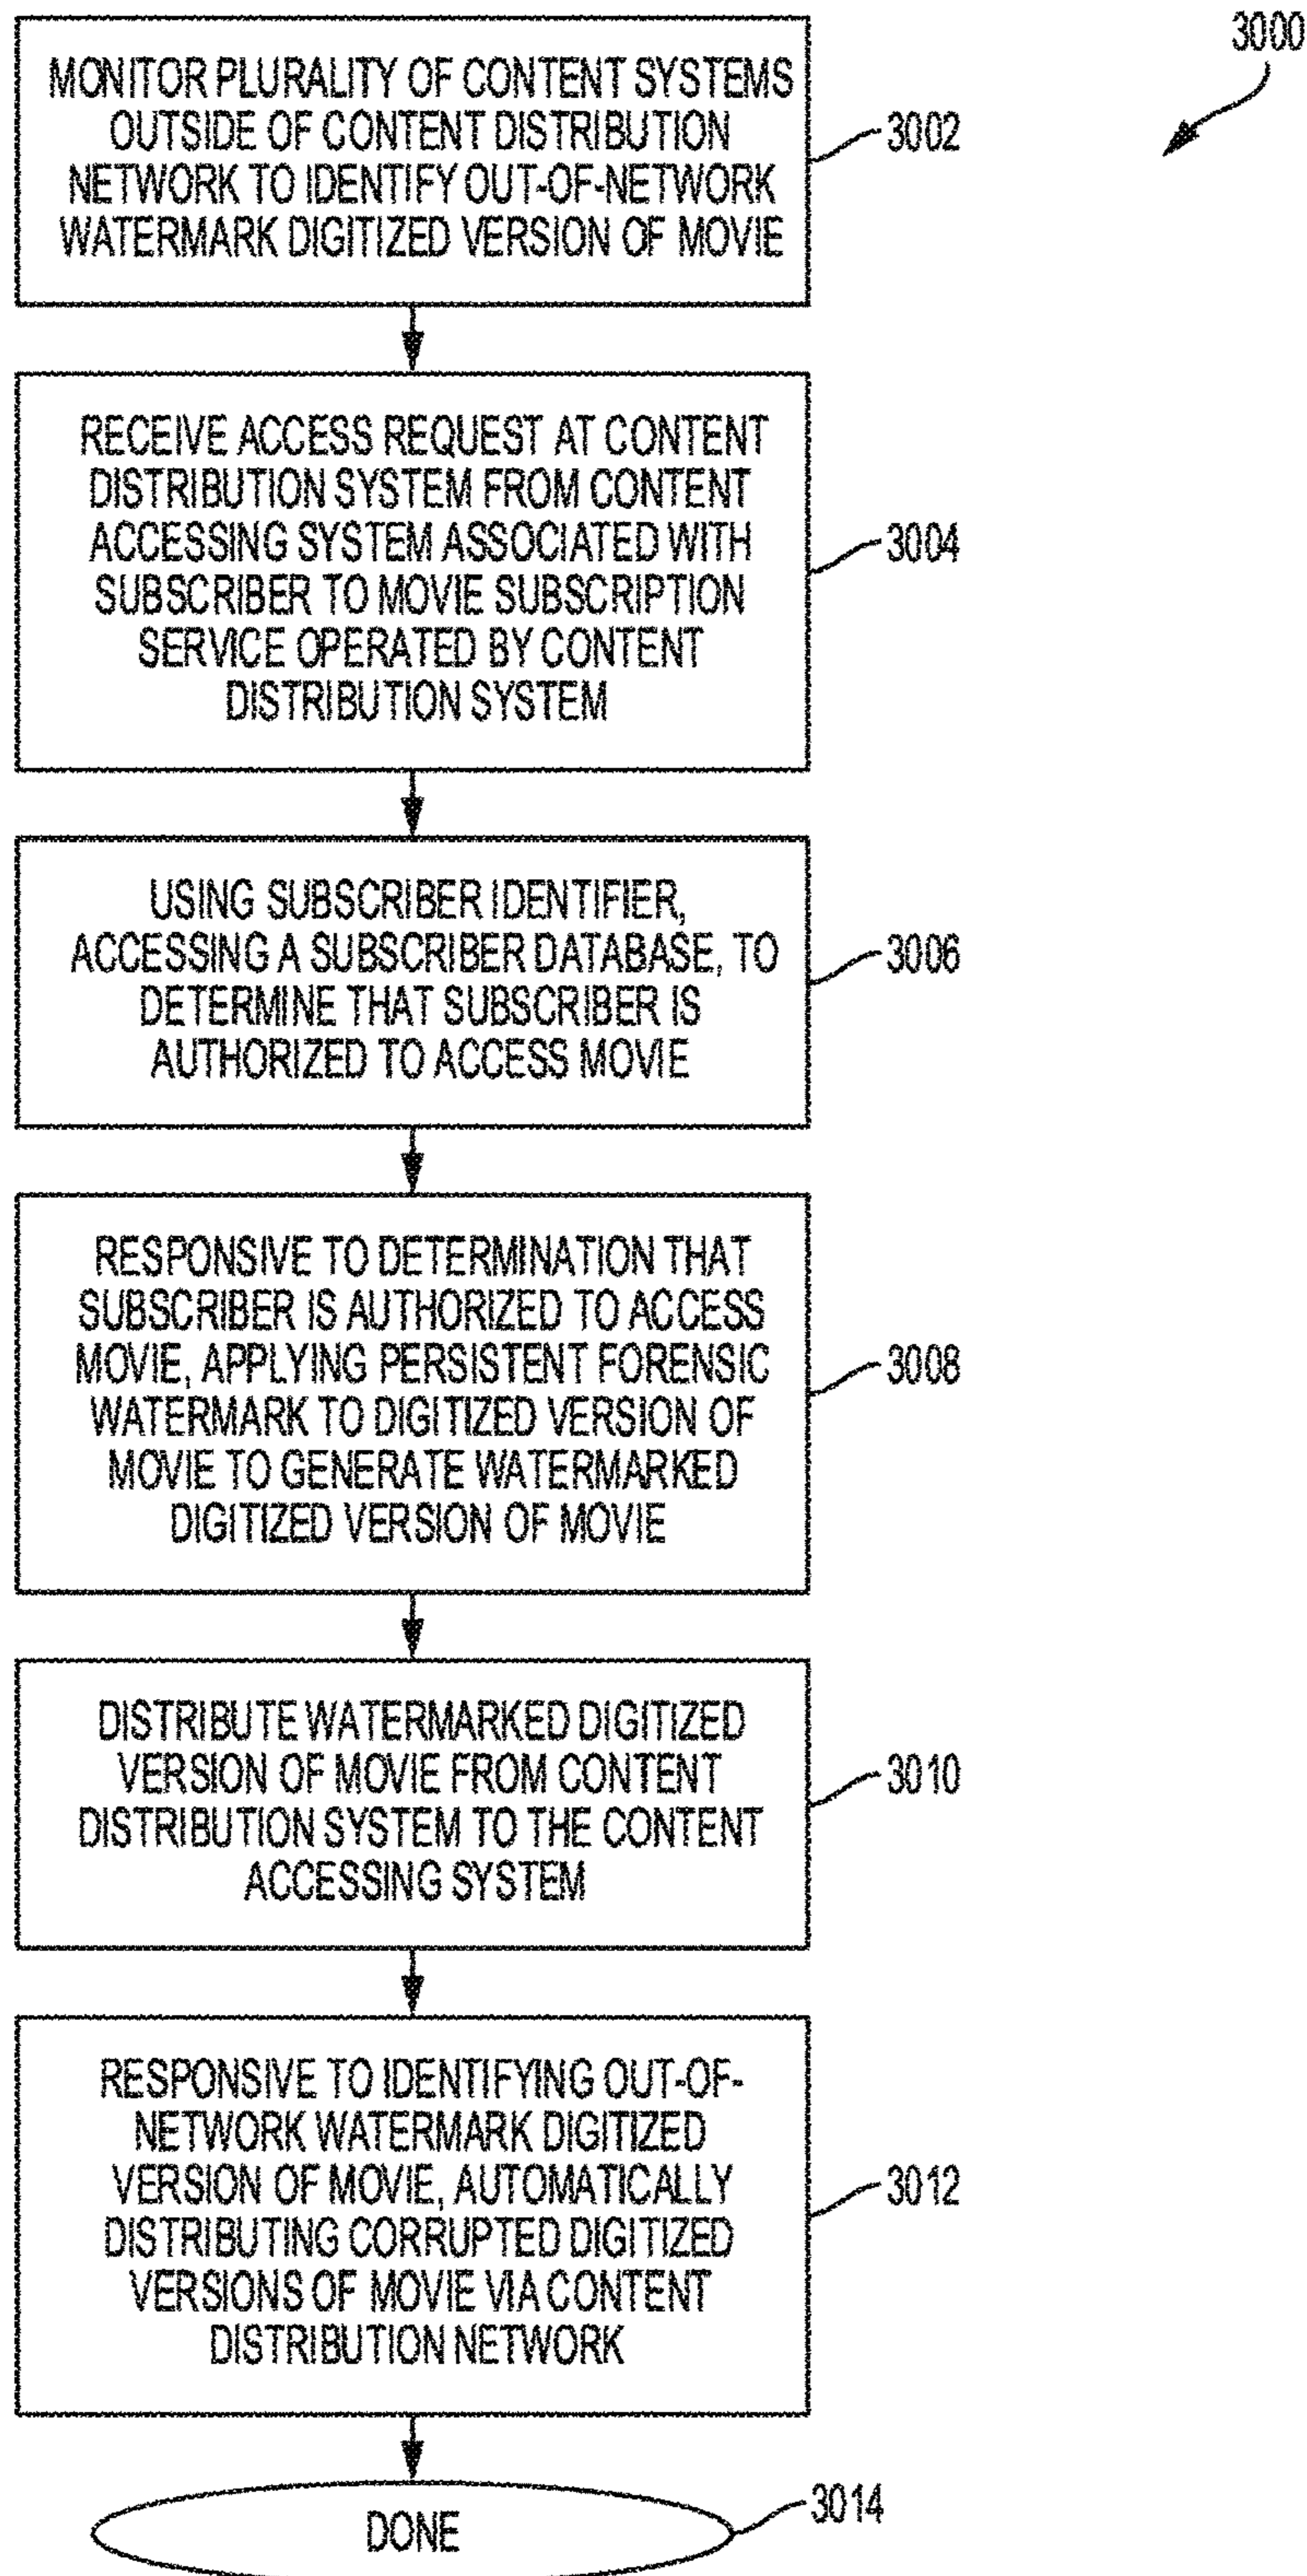 3000
MONITOR PLURALITY OF CONTENT SYSTEMS
OUTSIDE OF CONTENT DISTRIBUTION
NETWORK TO IDENTIFY OUT-OF-NETWORK
WATERMARK DIGITIZED VERSION OF MOVIE
3002
RECEIVE ACCESS REQUEST AT CONTENT
DISTRIBUTION SYSTEM FROM CONTENT
ACCESSING SYSTEM ASSOCIATED WITH
SUBSCRIBER TO MOVIE SUBSCRIPTION
SERVICE OPERATED BY CONTENT
DISTRIBUTION SYSTEM
3004
USING SUBSCRIBER IDENTIFIER,
ACCESSING A SUBSCRIBER DATABASE, TO
DETERMINE THAT SUBSCRIBER IS
AUTHORIZED TO ACCESS MOVIE
3006
RESPONSIVE TO DETERMINATION THAT
SUBSCRIBER IS AUTHORIZED TO ACCESS
MOVIE, APPLYING PERSISTENT FORENSIC
WATERMARK TO DIGITIZED VERSION OF
MOVIE TO GENERATE WATERMARKED
DIGITIZED VERSION OF MOVIE
3008
DISTRIBUTE WATERMARKED DIGITIZED
VERSION OF MOVIE FROM CONTENT
DISTRIBUTION SYSTEM TO THE CONTENT
ACCESSING SYSTEM
3010
RESPONSIVE TO IDENTIFYING OUT-OF-
NETWORK WATERMARK DIGITIZED
VERSION OF MOVIE, AUTOMATICALLY
DISTRIBUTING CORRUPTED DIGITIZED
VERSIONS OF MOVIE VIA CONTENT
DISTRIBUTION NETWORK
3012
DONE
3014